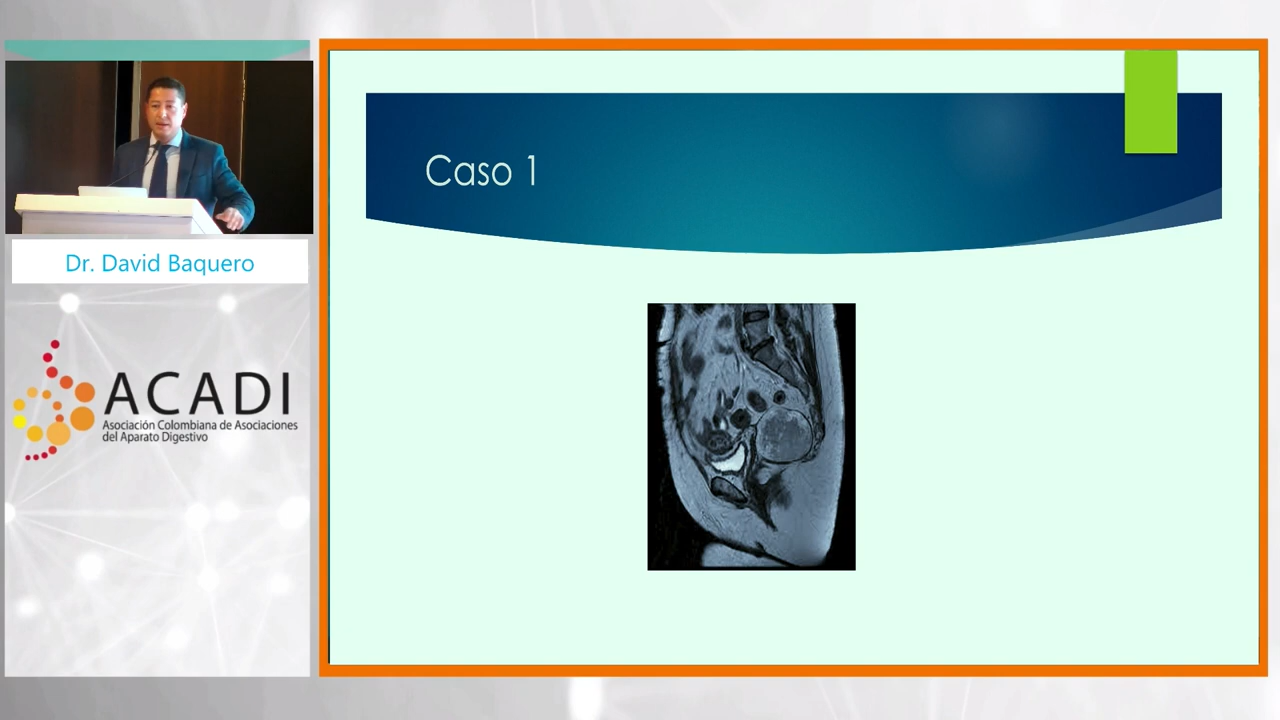 Caso 1
Dr. David Baquero
ACADI
Asociación Colombiana de Asociaciones
del Aparato Digestivo